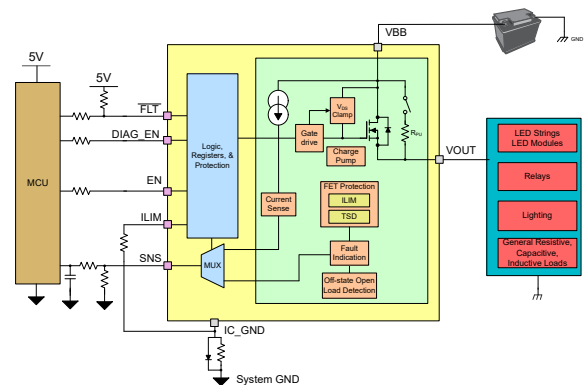 5V
5V
VBB
GND
FLT
DIAG_EN
EN
ILIM
SNS
MCU
Logic,
Registers, &
Protection
MUX
Current
Sense
Gate
drive
VDS
Clamp
Charge
Pump
RPU
FET Protection
ILIM
TSD
Fault
Indication
Off-state Open
Load Detection
VOUT
LED Strings
LED Modules
Relays
Lighting
General Resistive,
Capacitive,
Inductive Loads
IC_GND
System GND